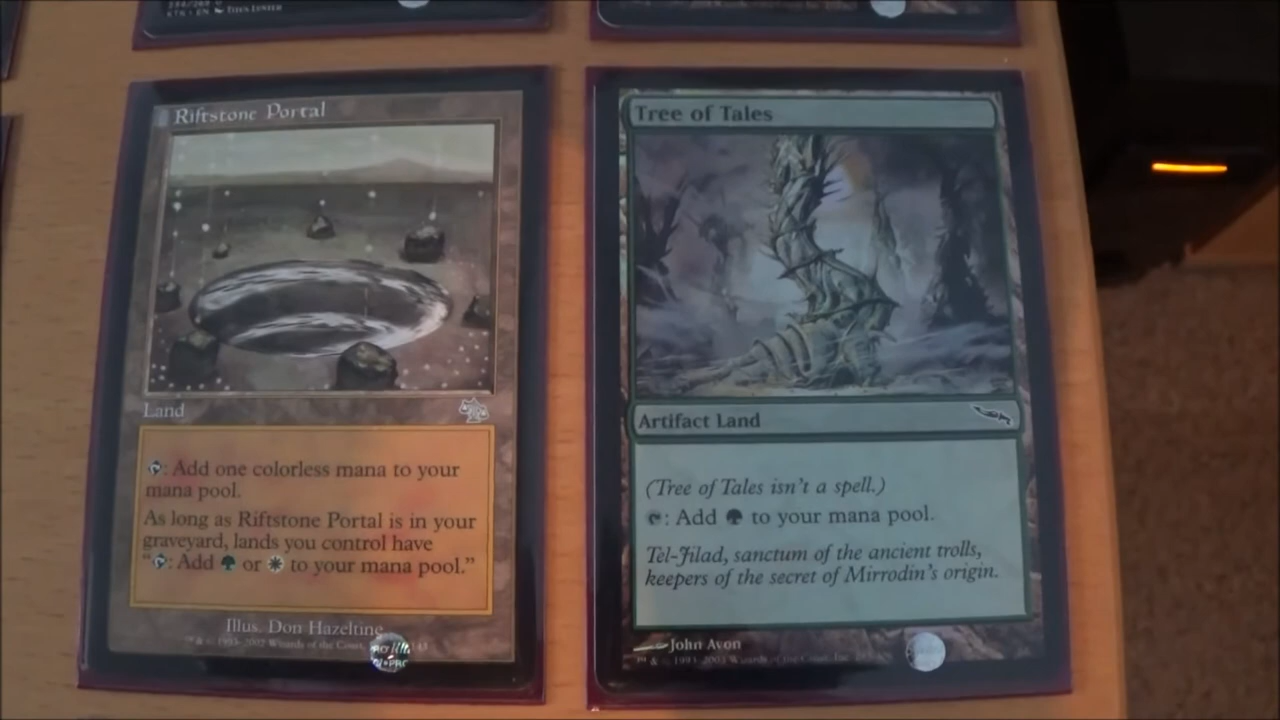 KTK • EN
Riftstone Portal
Land
: Add one colorless mana to your
mana pool.
As long as Riftstone Portal is in your
graveyard, lands you control have
“ : Add or to your mana pool.”
Illus. Don Hazeltine
Tree of Tales
Artifact Land
(Tree of Tales isn't a spell.)
: Add to your mana pool.
Tel-Jilad, sanctum of the ancient trolls,
keepers of the secret of Mirrodin's origin.
John Avon